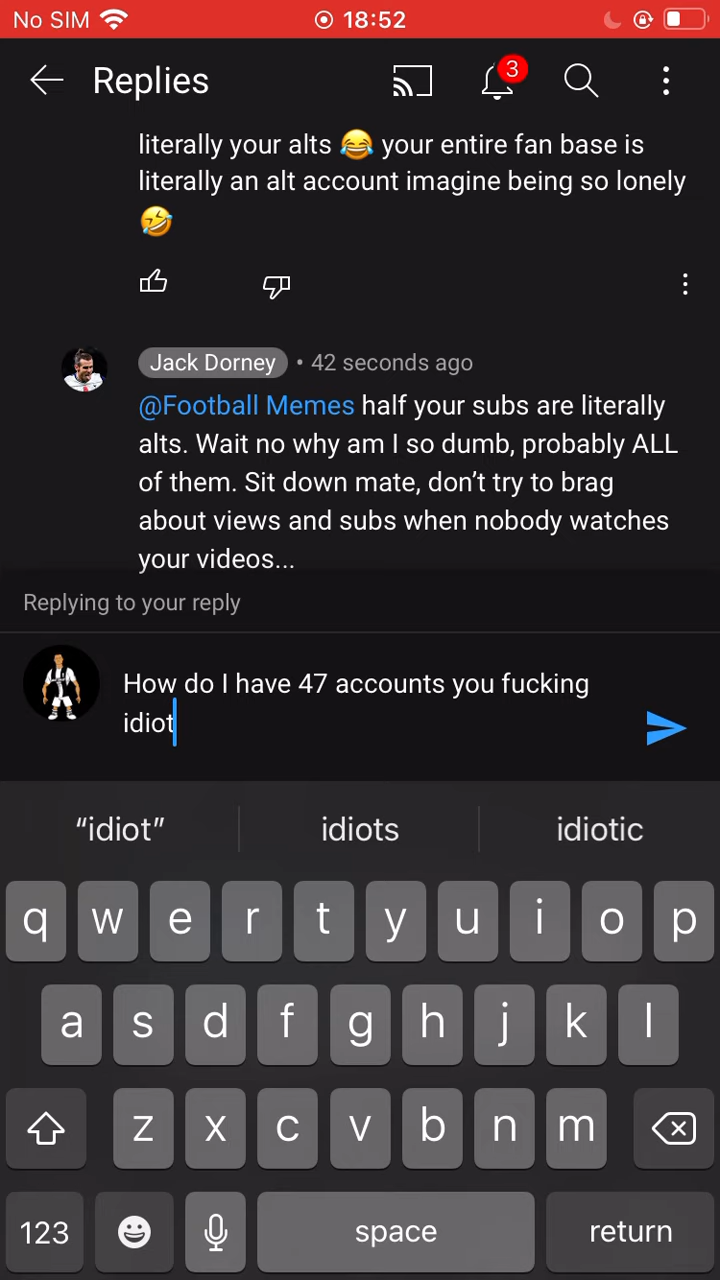 No SIM 18:52
Replies 3
literally your alts 😂 your entire fan base is
literally an alt account imagine being so lonely
🤣
Jack Dorney • 42 seconds ago
@Football Memes half your subs are literally
alts. Wait no why am I so dumb, probably ALL
of them. Sit down mate, don’t try to brag
about views and subs when nobody watches
your videos...
Replying to your reply
How do I have 47 accounts you fucking
idiot
“idiot” idiots idiotic
q w e r t y u i o p
a s d f g h j k l
z x c v b n m
123 space return